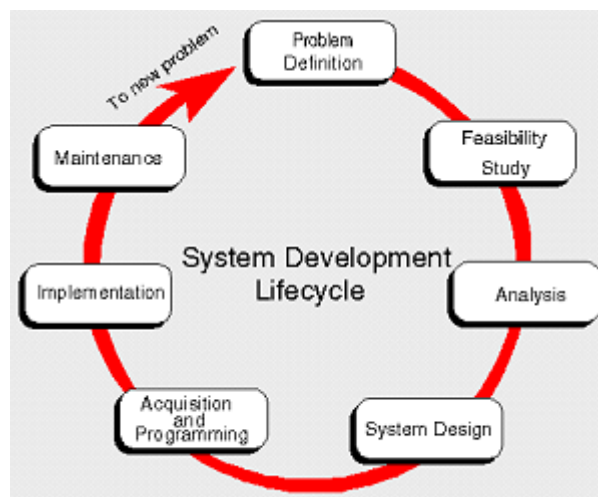 To new problem
Problem
Definition
Feasibility
Study
Analysis
System Design
Acquisition
and
Programming
Implementation
Maintenance
System Development
Lifecycle